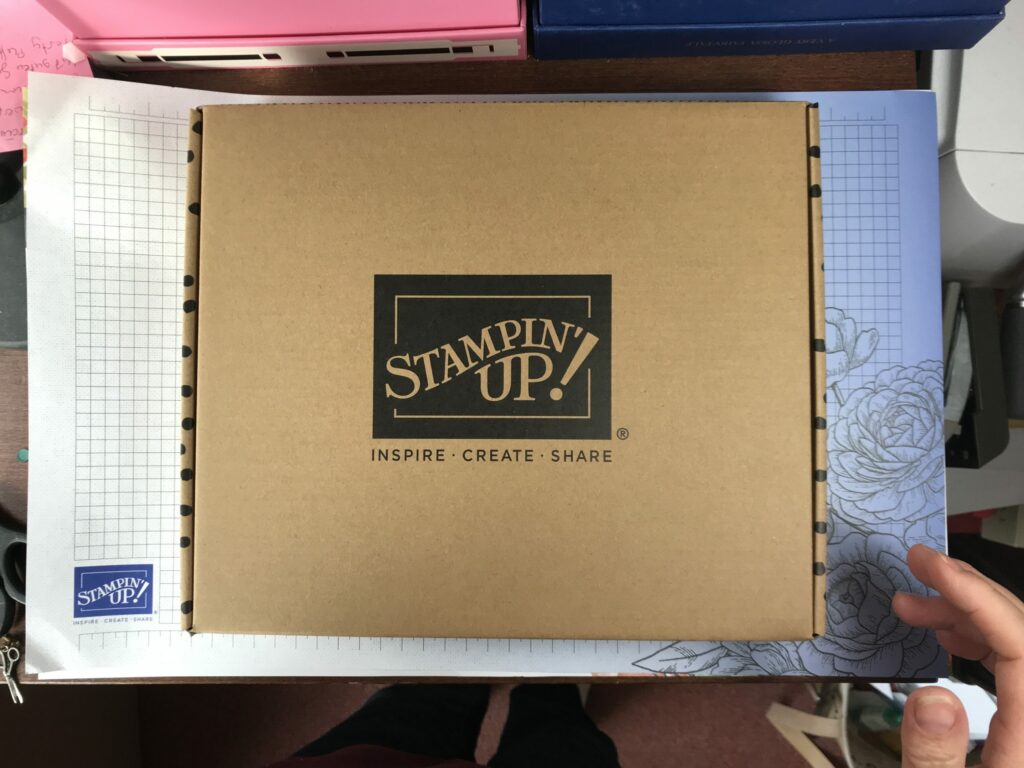 STAMPIN'
UP!
®
INSPIRE · CREATE · SHARE
STAMPIN'
UP!
INSPIRE · CREATE · SHARE